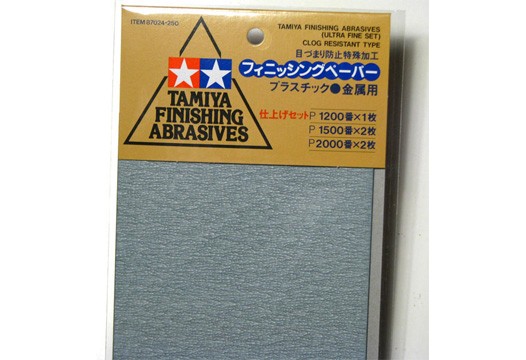 ITEM 87024-250
TAMIYA FINISHING ABRASIVES
(ULTRA FINE SET)
CLOG RESISTANT TYPE
目づまり防止特殊加工
フィニッシングペーパー
プラスチック●金属用
TAMIYA
FINISHING
ABRASIVES
仕上げセット P1200番×1枚
P1500番×2枚
P2000番×2枚